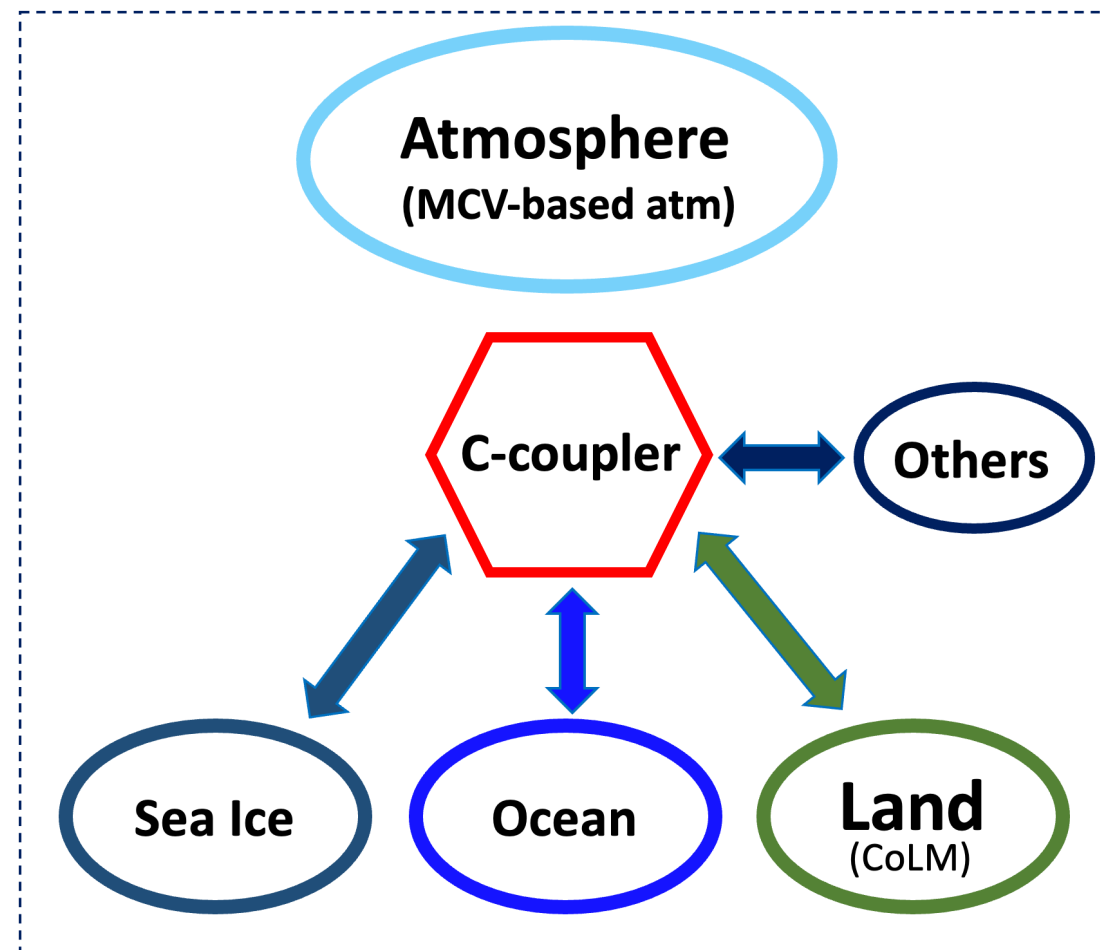 Atmosphere
(MCV-based atm)
C-coupler
Others
Sea Ice
Ocean
Land
(CoLM)